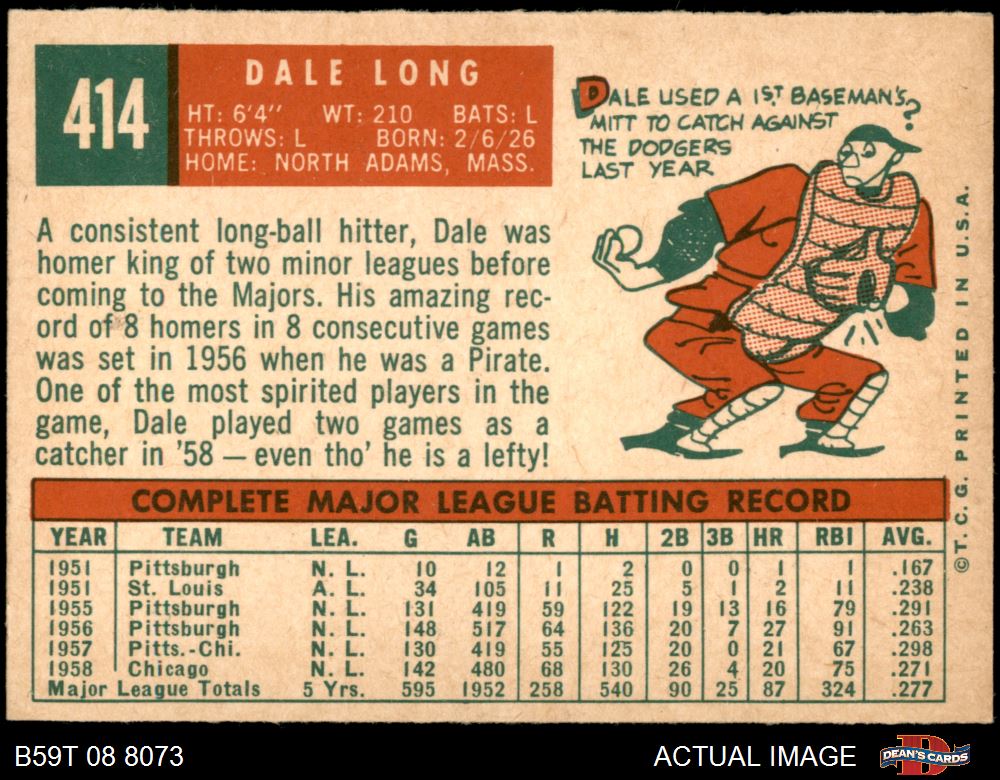 414
DALE LONG
HT: 6'4" WT: 210 BATS: L
THROWS: L BORN: 2/6/26
HOME: NORTH ADAMS, MASS.
DALE USED A 1ST BASEMAN'S
MITT TO CATCH AGAINST
THE DODGERS
LAST YEAR
?
A consistent long-ball hitter, Dale was
homer king of two minor leagues before
coming to the Majors. His amazing rec-
ord of 8 homers in 8 consecutive games
was set in 1956 when he was a Pirate.
One of the most spirited players in the
game, Dale played two games as a
catcher in '58 — even tho' he is a lefty!
COMPLETE MAJOR LEAGUE BATTING RECORD
YEAR TEAM LEA. G AB R H 2B 3B HR RBI AVG.
1951 Pittsburgh N. L. 10 12 1 2 0 0 1 1 .167
1951 St. Louis A. L. 34 105 11 25 5 1 2 11 .238
1955 Pittsburgh N. L. 131 419 59 122 19 13 16 79 .291
1956 Pittsburgh N. L. 148 517 64 136 20 7 27 91 .263
1957 Pitts.-Chi. N. L. 130 419 55 125 20 0 21 67 .298
1958 Chicago N. L. 142 480 68 130 26 4 20 75 .271
Major League Totals 5 Yrs. 595 1952 258 540 90 25 87 324 .277
©T. C. G. PRINTED IN U.S.A.
B59T 08 8073
ACTUAL IMAGE
DEAN'S CARDS